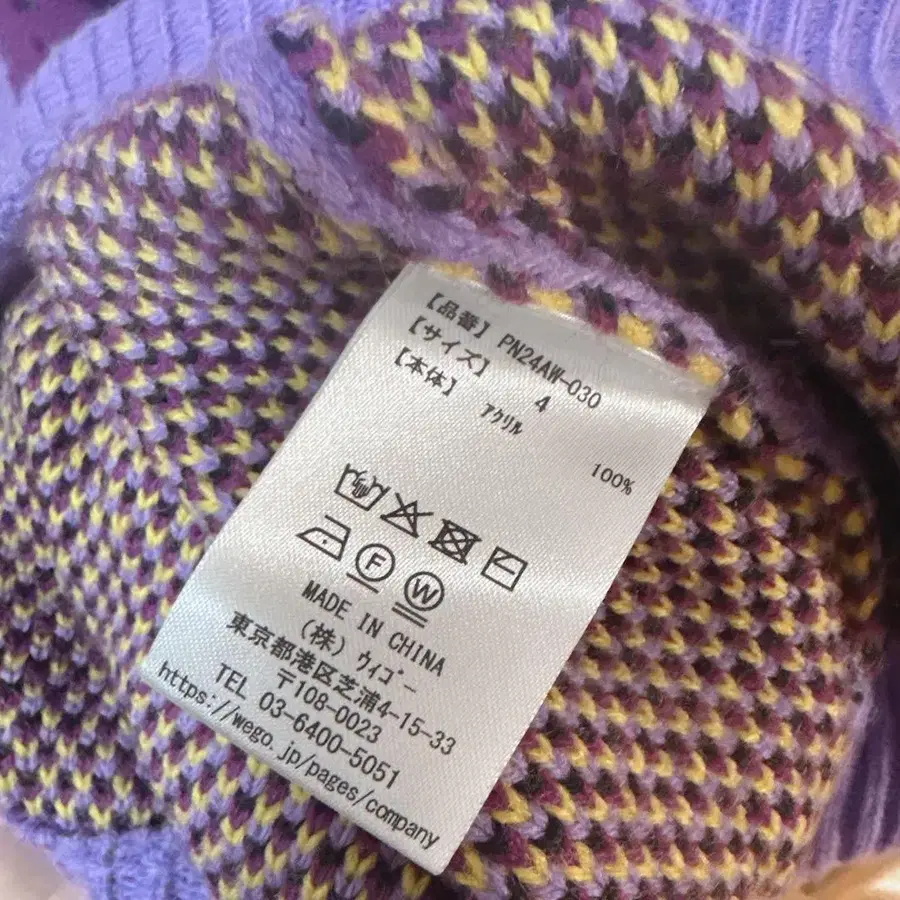 【品番】 PN24AW-030
【サイズ】 4
【本体】 ｱｸﾘﾙ 100%
F W
MADE IN CHINA
(株) ｳｨｺﾞｰ
東京都港区芝浦4-15-33
〒108-0023
TEL 03-6400-5051
https://wego.jp/pages/company